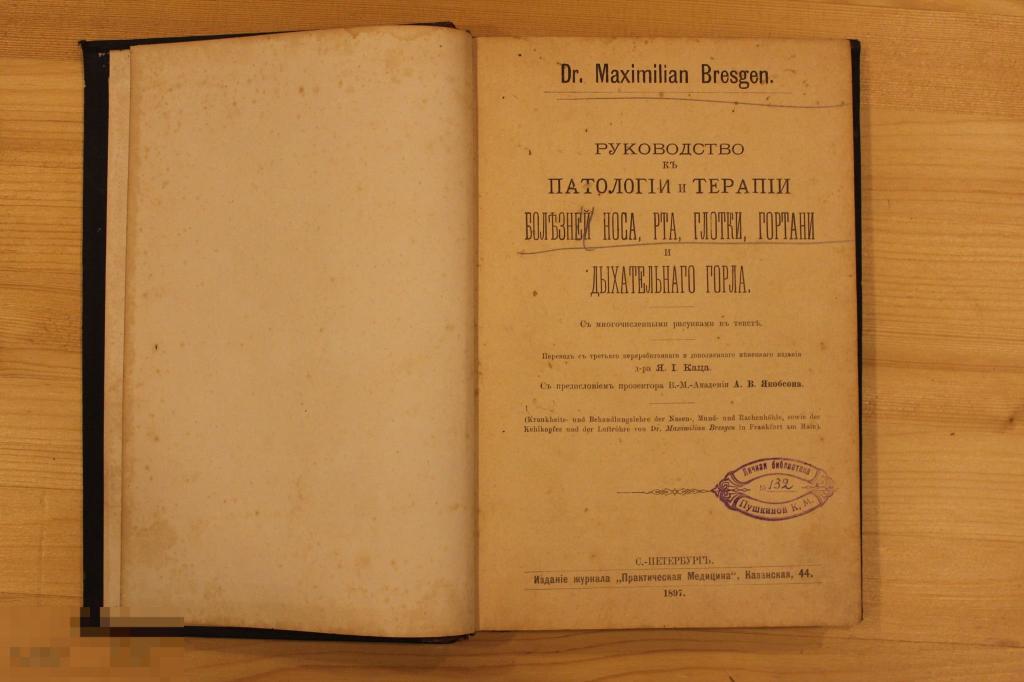 Dr. Maximilian Bresgen.
РУКОВОДСТВО
КЪ
ПАТОЛОГІИ и ТЕРАПІИ
БОЛѢЗНЕЙ НОСА, РТА, ГЛОТКИ, ГОРТАНИ
и
ДЫХАТЕЛЬНАГО ГОРЛА.
Съ многочисленными рисунками въ текстѣ.
Переводъ съ третьяго переработаннаго и дополненнаго нѣмецкаго изданія
д-ра Я. І. Каца.
Съ предисловіемъ прозектора В.-М.-Академіи А. В. Якобсона.
(Krankheits- und Behandlungslehre der Nasen-, Mund- und Rachenhöhle, sowie des
Kehlkopfes und der Luftröhre von Dr. Maximilian Bresgen in Frankfurt am Main).
Личная библиотека
№ 132
Пушкиной К. М.
С.-ПЕТЕРБУРГЪ.
Изданіе журнала „Практическая Медицина", Казанская, 44.
1897.